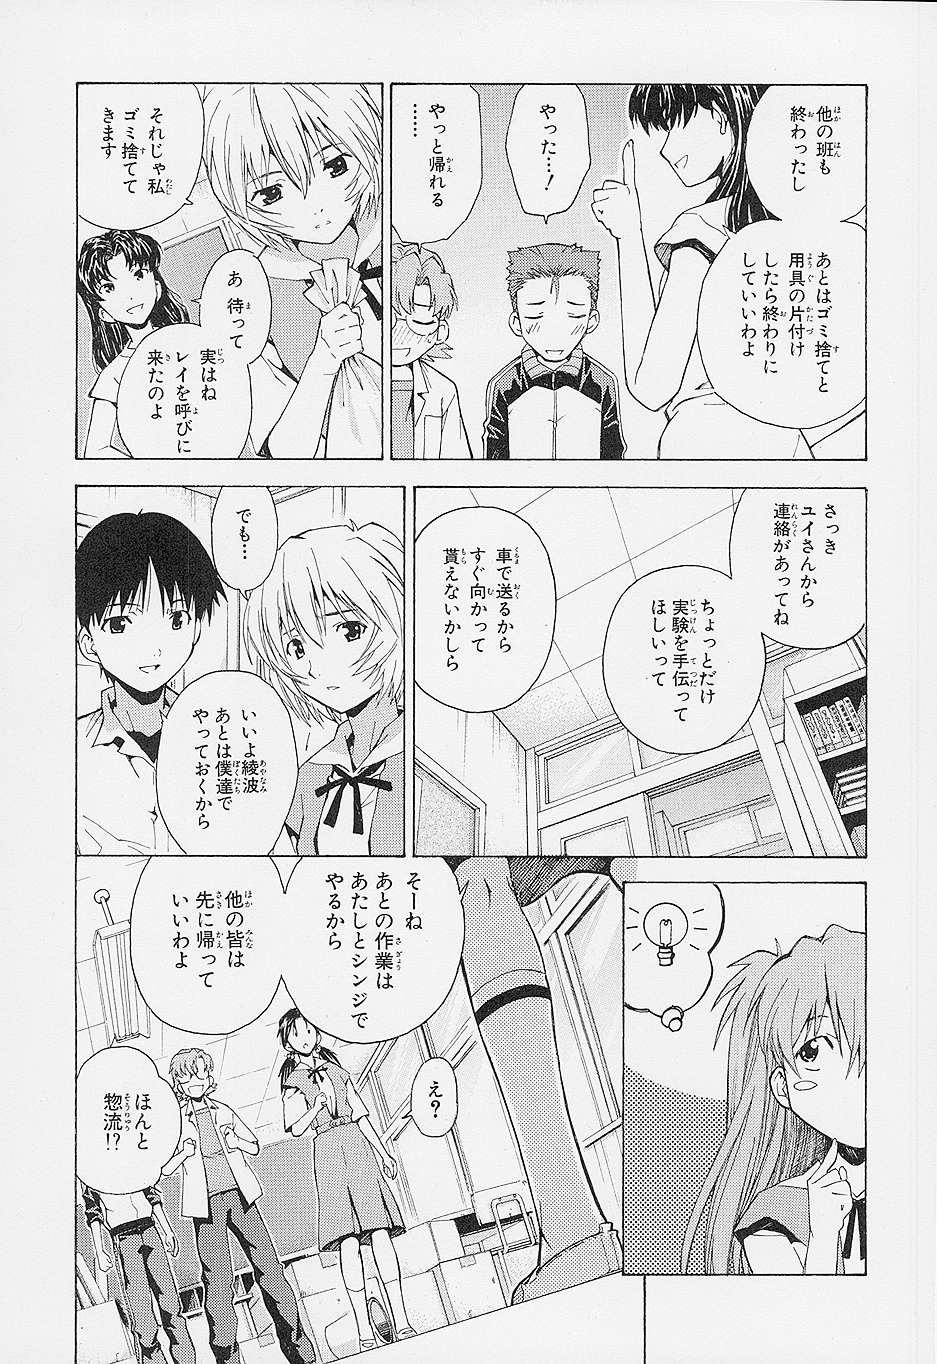 他の班も
終わったし
あとはゴミ捨てと
用具の片付け
したら終わりに
していいわよ
やった…！
やっと帰れる
……
それじゃ私
ゴミ捨てて
きます
あ 待って
実はね
レイを呼びに
来たのよ
さっき
ユイさんから
連絡があってね
ちょっとだけ
実験を手伝って
ほしいって
車で送るから
すぐ向かって
貰えないかしら
でも…
いいよ綾波
あとは僕達で
やっておくから
そーね
あとの作業は
あたしとシンジで
やるから
他の皆は
先に帰って
いいわよ
え？
ほんと
惣流!?